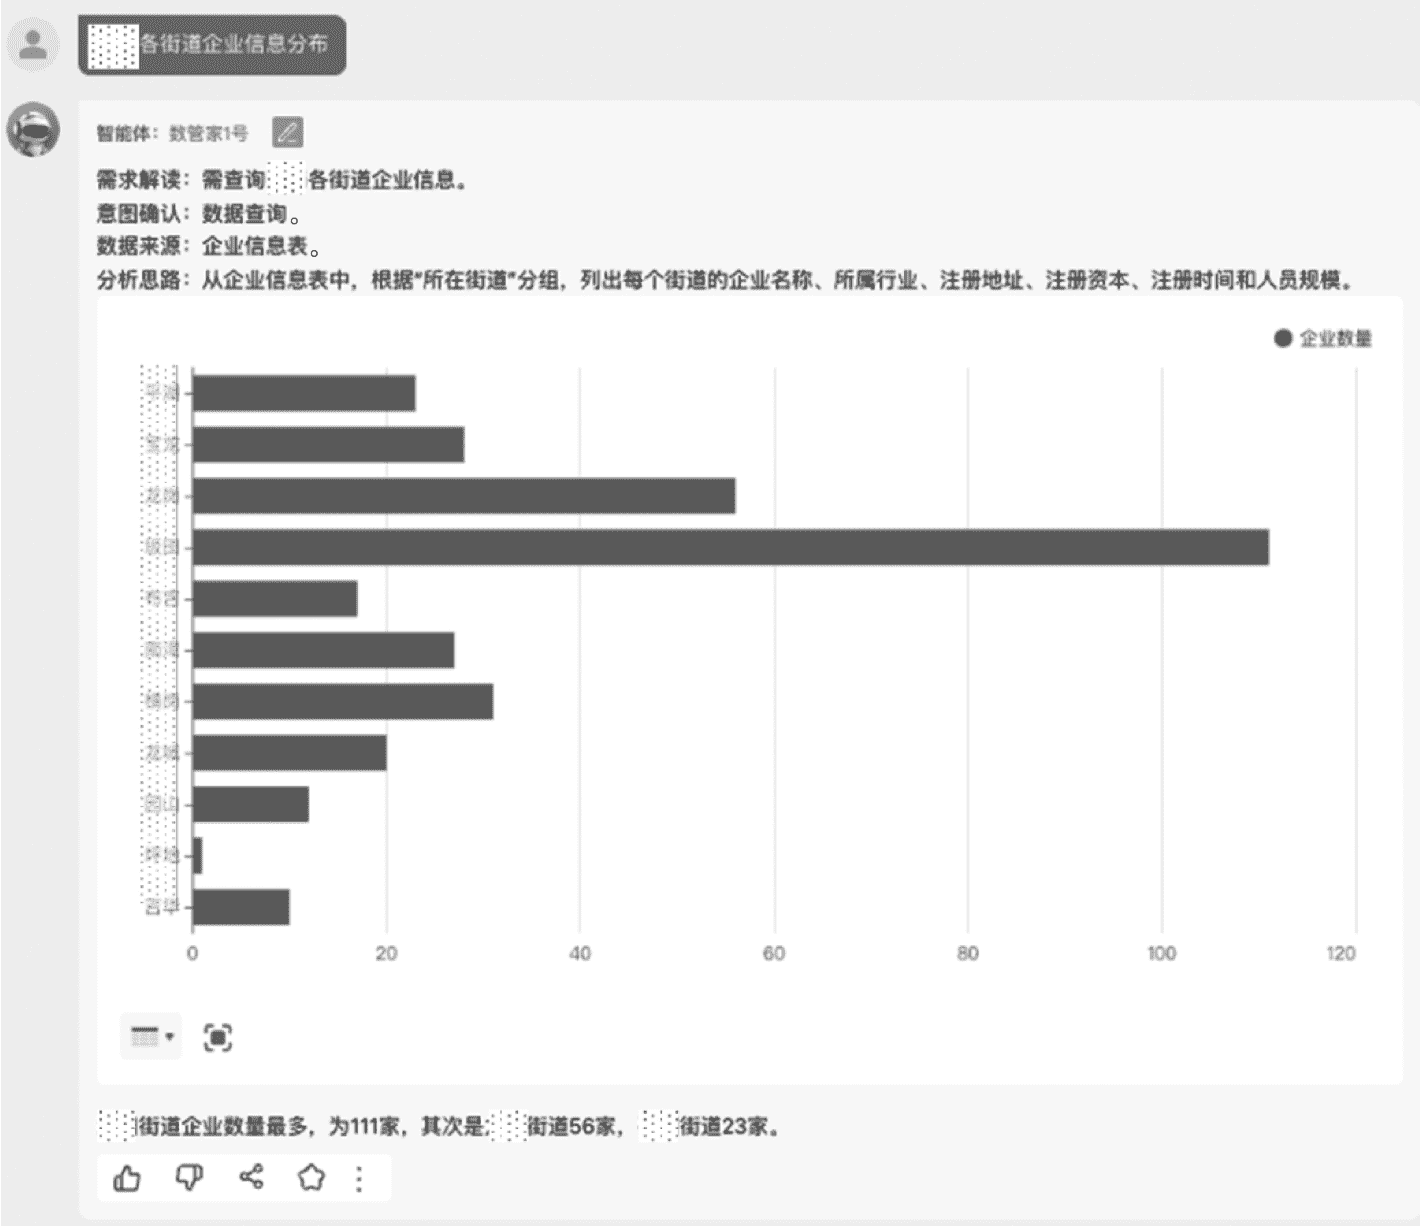 各街道企业信息分布
智能体：数管家1号
需求解读：需查询各街道企业信息。
意图确认：数据查询。
数据来源：企业信息表。
分析思路：从企业信息表中，根据"所在街道"分组，列出每个街道的企业名称、所属行业、注册地址、注册资本、注册时间和人员规模。
企业数量
0 20 40 60 80 100 120
街道企业数量最多，为111家，其次是街道56家，街道23家。